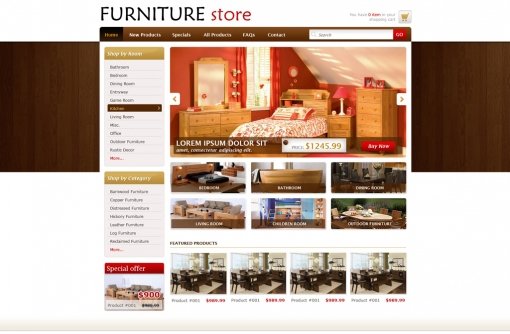 FURNITURE store
You have 0 item in your
shopping cart
Home New Products Specials All Products FAQs Contact Search GO
Shop by Room
Bathroom
Bedroom
Dining Room
Entryway
Game Room
Kitchen
Living Room
Misc.
Office
Outdoor Furniture
Rustic Decor
More...
LOREM IPSUM DOLOR SIT
amet, consectetur adipiscing elit.
PRICE: $1245.99 Buy Now
BEDROOM BATHROOM DINING ROOM
Shop by Category
Barnwood Furniture
Copper Furniture
Distressed Furniture
Hickory Furniture
Leather Furniture
Log Furniture
Reclaimed Furniture
More...
LIVING ROOM CHILDREN ROOM OUTDOOR FURNITURE
FEATURED PRODUCTS
Special offer
$900
Product #001 $989.99
Product #001 $989.99 Product #001 $989.99 Product #001 $989.99 Product #001 $989.99